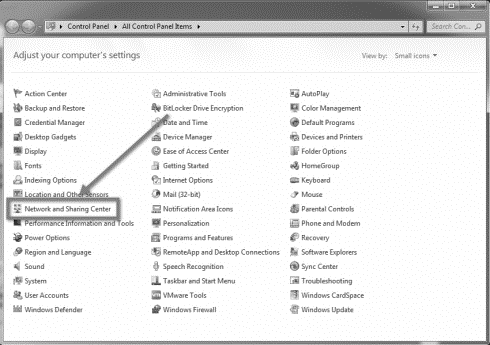 Control Panel ▸ All Control Panel Items ▸
Search Con...
Adjust your computer's settings
View by: Small icons
Action Center
Administrative Tools
AutoPlay
Backup and Restore
BitLocker Drive Encryption
Color Management
Credential Manager
Date and Time
Default Programs
Desktop Gadgets
Device Manager
Devices and Printers
Display
Ease of Access Center
Folder Options
Fonts
Getting Started
HomeGroup
Indexing Options
Internet Options
Keyboard
Location and Other Sensors
Mail (32-bit)
Mouse
Network and Sharing Center
Notification Area Icons
Parental Controls
Performance Information and Tools
Personalization
Phone and Modem
Power Options
Programs and Features
Recovery
Region and Language
RemoteApp and Desktop Connections
Software Explorers
Sound
Speech Recognition
Sync Center
System
Taskbar and Start Menu
Troubleshooting
User Accounts
VMware Tools
Windows CardSpace
Windows Defender
Windows Firewall
Windows Update